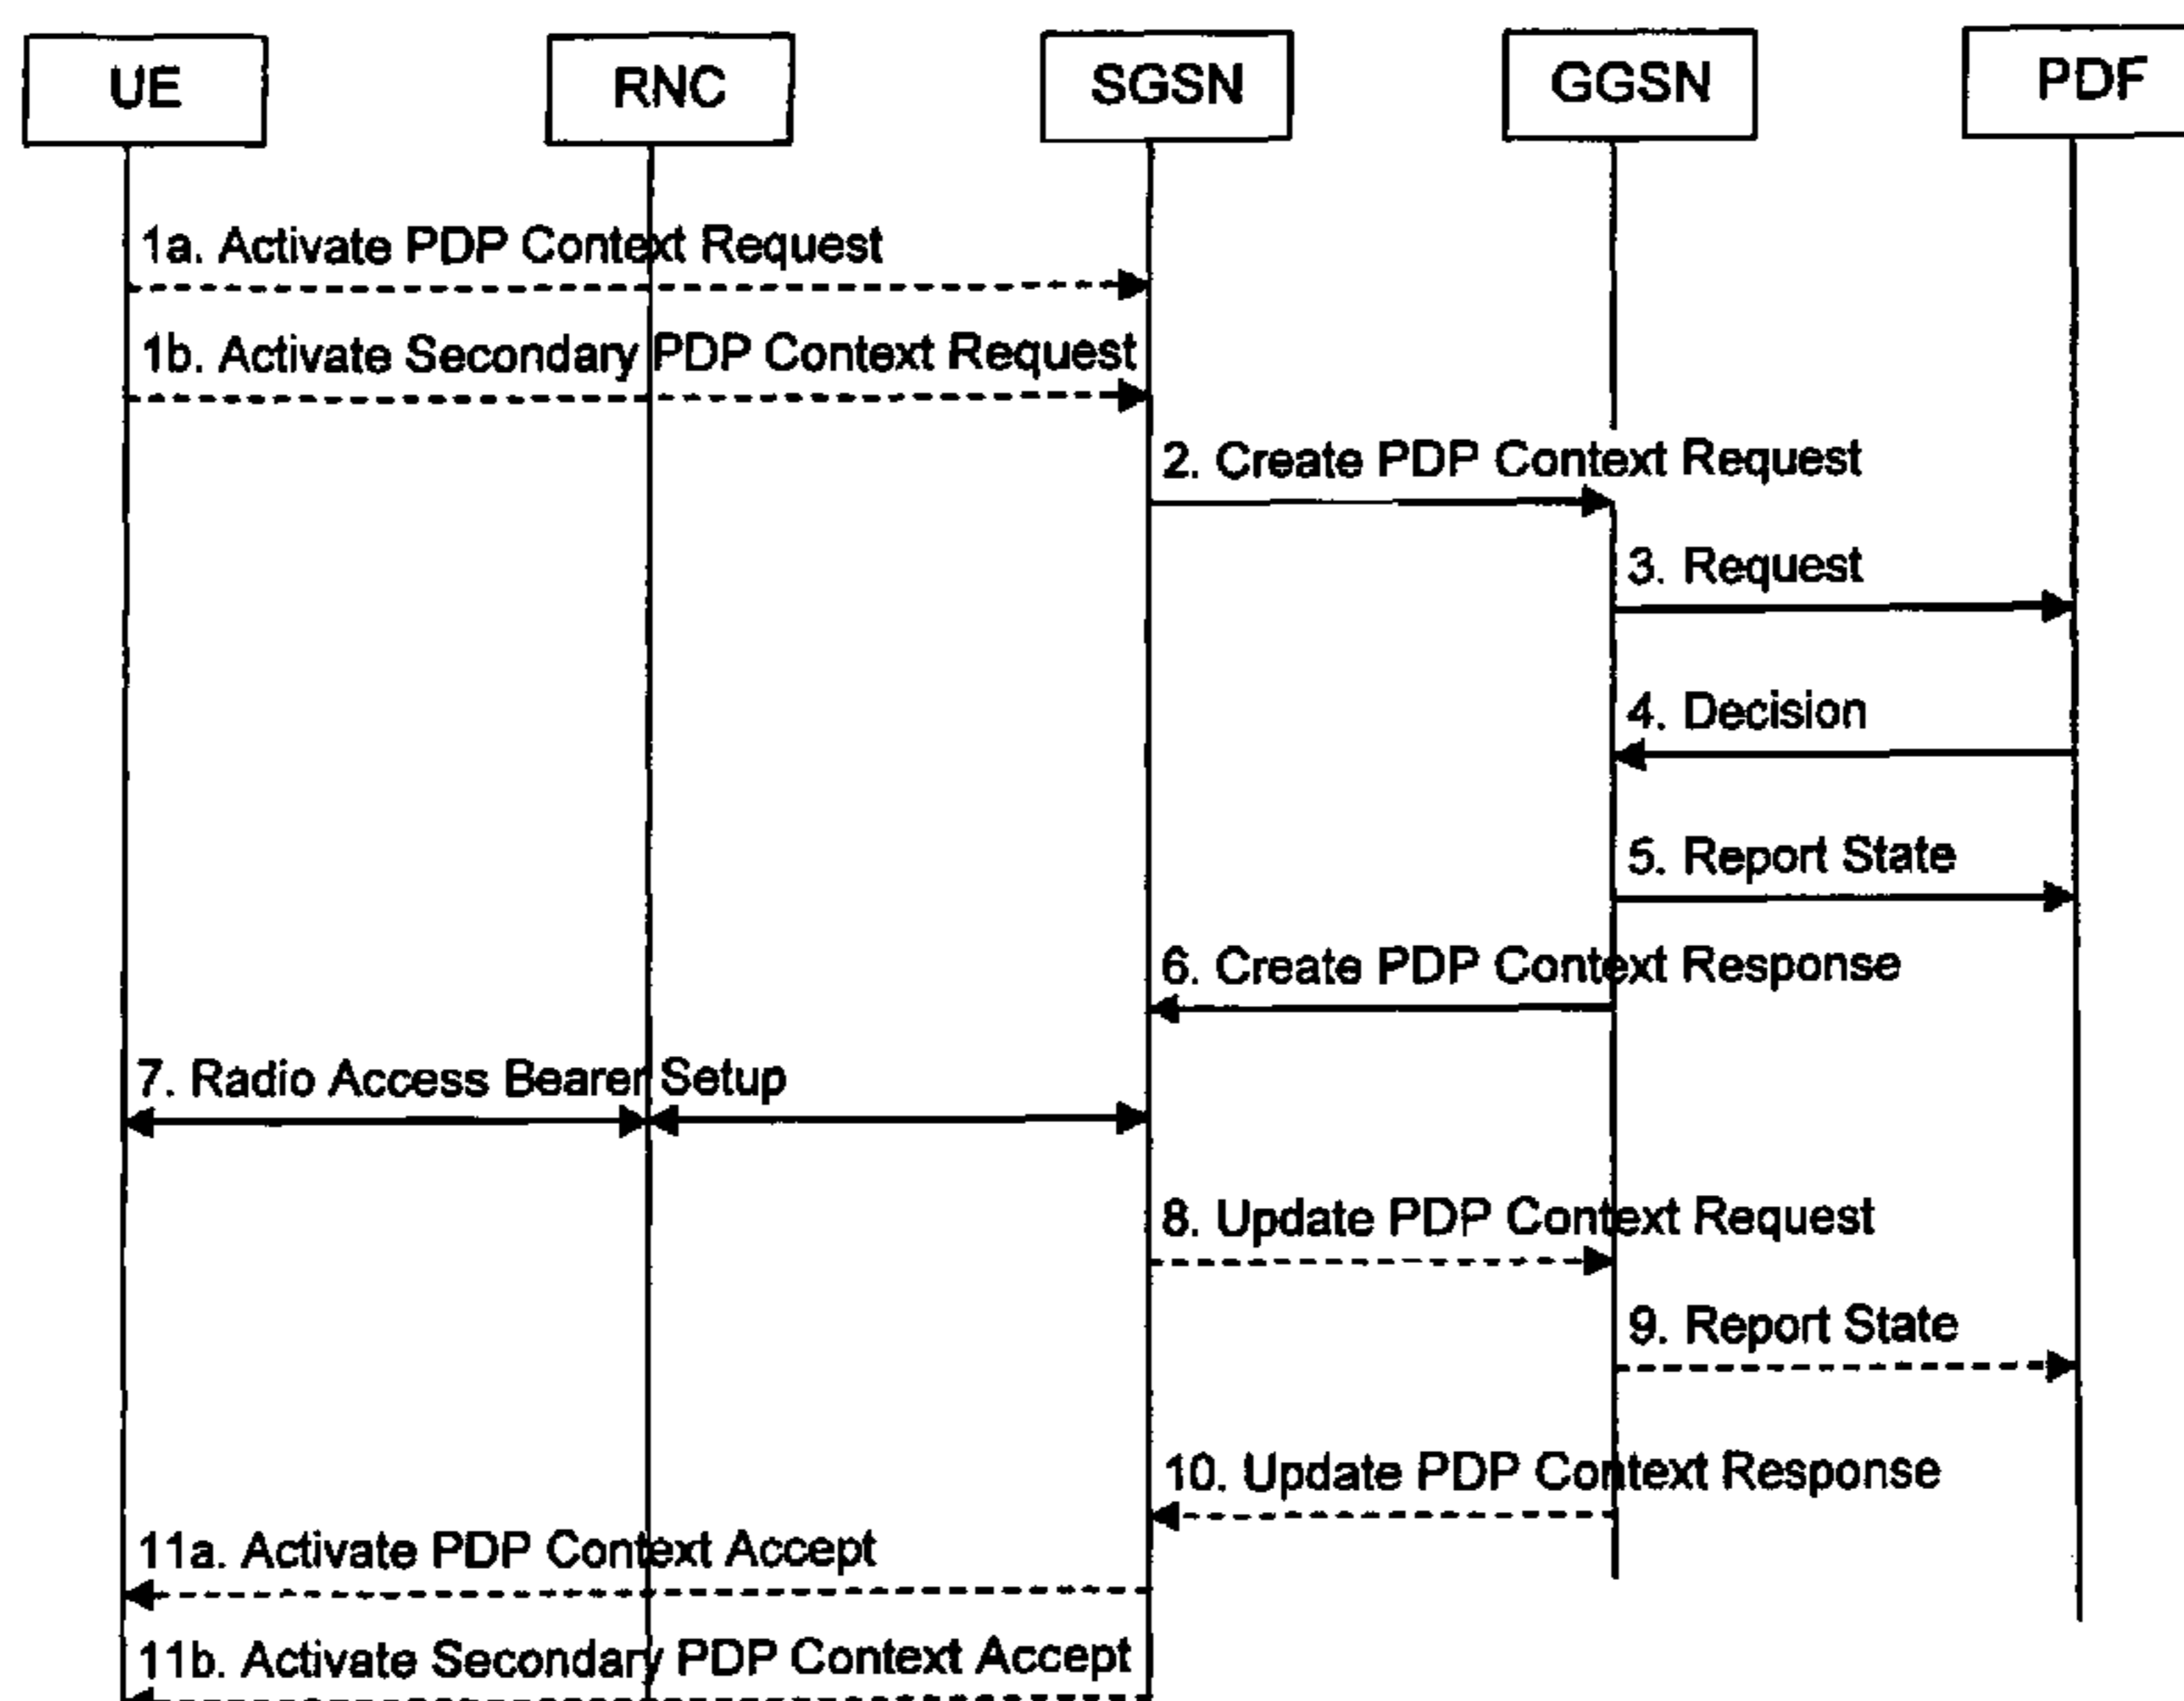 UE
RNC
SGSN
GGSN
PDF
1a. Activate PDP Context Request
1b. Activate Secondary PDP Context Request
2. Create PDP Context Request
3. Request
4. Decision
5. Report State
6. Create PDP Context Response
7. Radio Access Bearer Setup
8. Update PDP Context Request
9. Report State
10. Update PDP Context Response
11a. Activate PDP Context Accept
11b. Activate Secondary PDP Context Accept